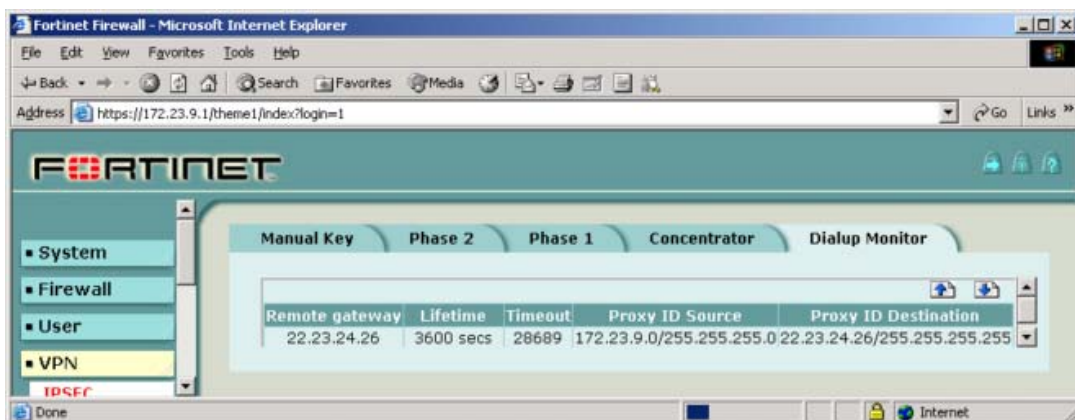 Fortinet Firewall - Microsoft Internet Explorer
File Edit View Favorites Tools Help
Back Search Favorites Media
Address https://172.23.9.1/theme1/index?login=1 Go Links »
FORTINET
Manual Key Phase 2 Phase 1 Concentrator Dialup Monitor
System
Firewall
User
VPN
IPSEC
Remote gateway Lifetime Timeout Proxy ID Source Proxy ID Destination
22.23.24.26 3600 secs 28689 172.23.9.0/255.255.255.0 22.23.24.26/255.255.255.255
Done Internet